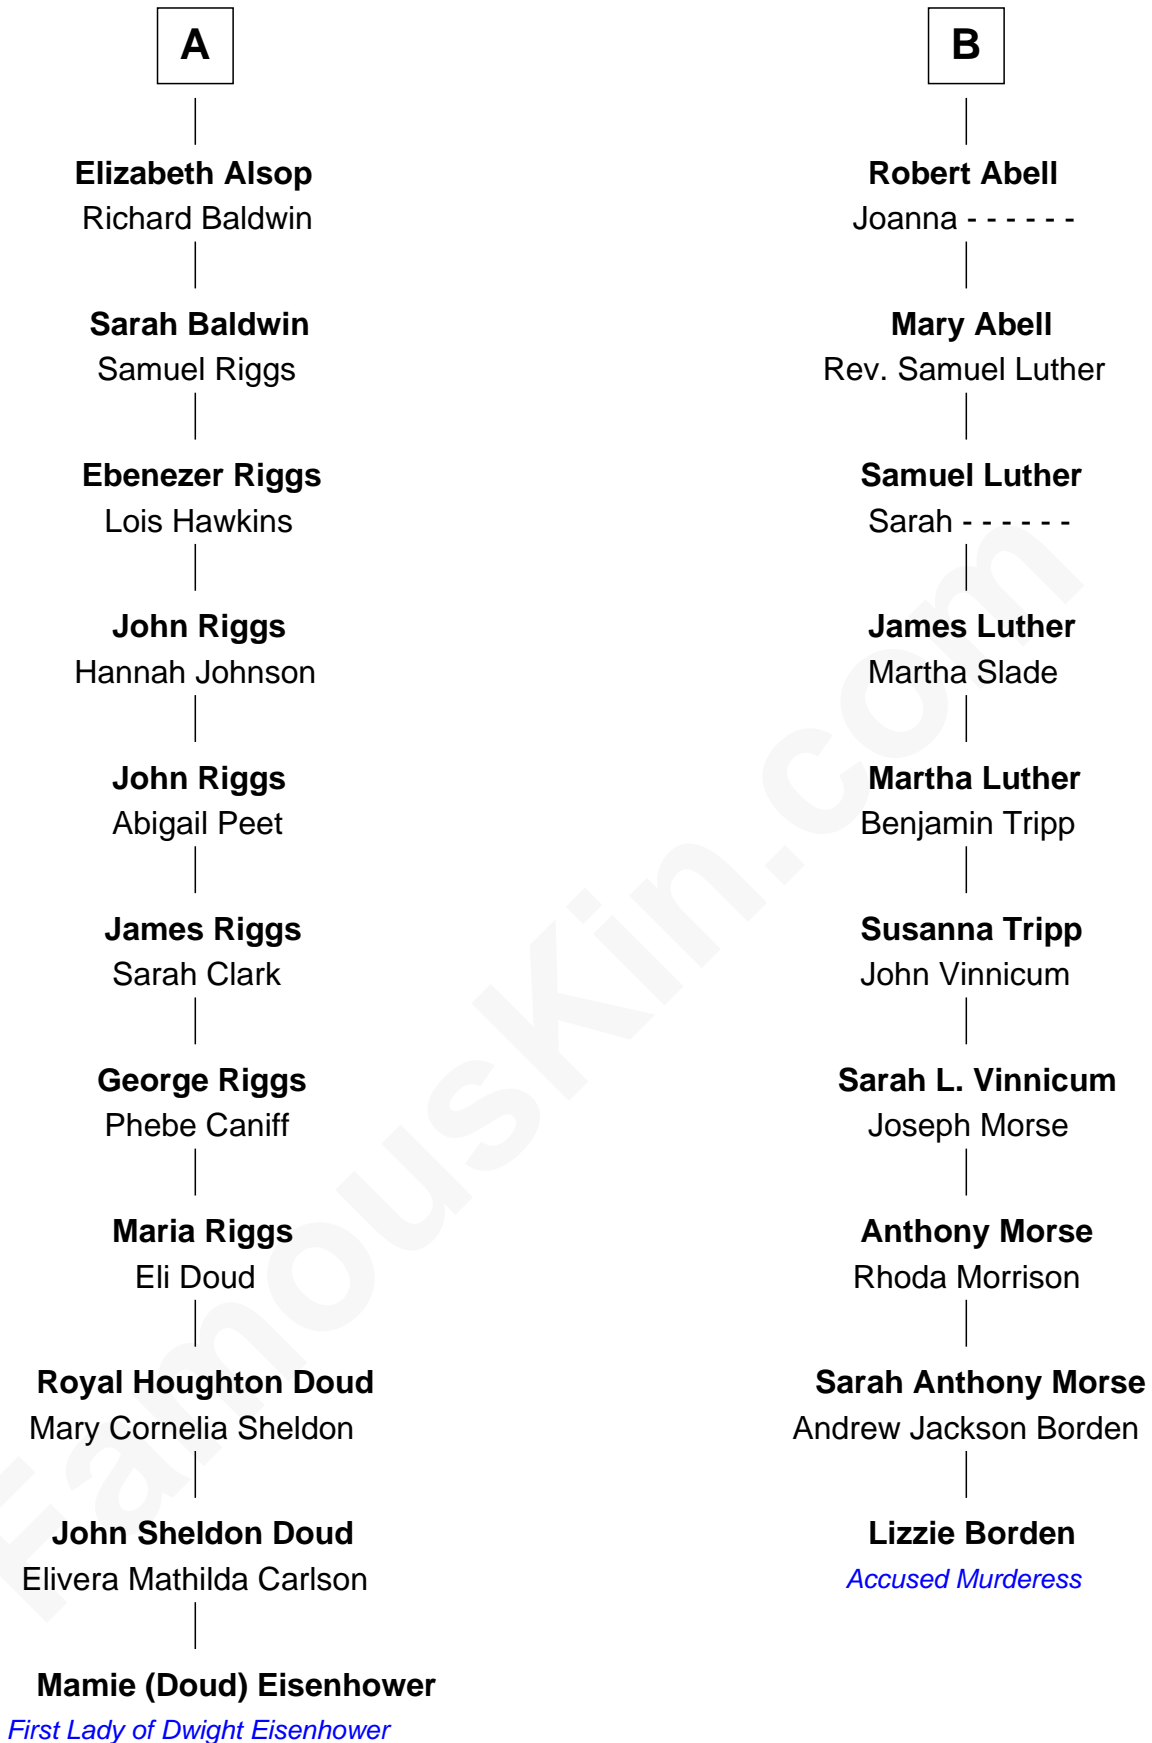 A
Elizabeth Alsop
Richard Baldwin
Sarah Baldwin
Samuel Riggs
Ebenezer Riggs
Lois Hawkins
John Riggs
Hannah Johnson
John Riggs
Abigail Peet
James Riggs
Sarah Clark
George Riggs
Phebe Caniff
Maria Riggs
Eli Doud
Royal Houghton Doud
Mary Cornelia Sheldon
John Sheldon Doud
Elivera Mathilda Carlson
Mamie (Doud) Eisenhower
First Lady of Dwight Eisenhower
B
Robert Abell
Joanna - - - - - -
Mary Abell
Rev. Samuel Luther
Samuel Luther
Sarah - - - - - -
James Luther
Martha Slade
Martha Luther
Benjamin Tripp
Susanna Tripp
John Vinnicum
Sarah L. Vinnicum
Joseph Morse
Anthony Morse
Rhoda Morrison
Sarah Anthony Morse
Andrew Jackson Borden
Lizzie Borden
Accused Murderess
FamousKin.com